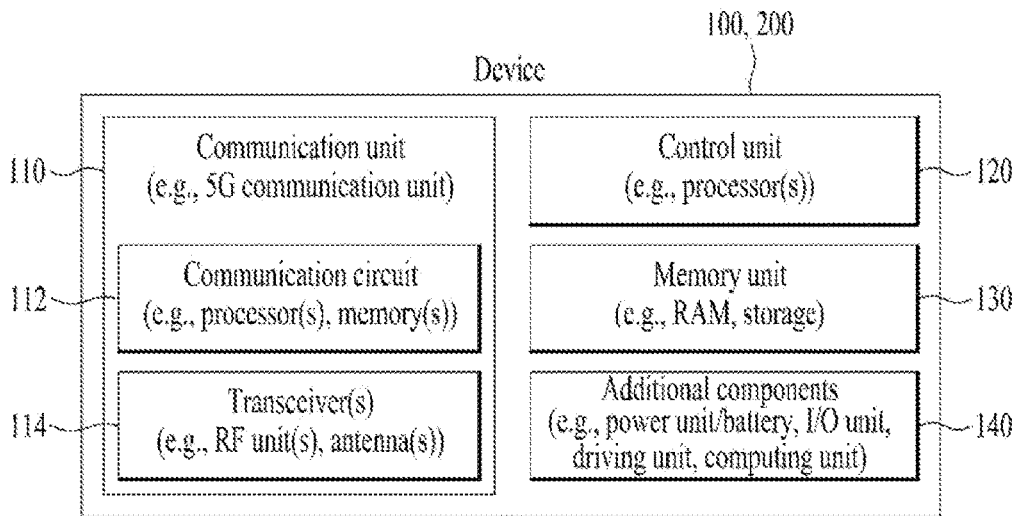 100, 200
Device
110
Communication unit
(e.g., 5G communication unit)
Control unit
(e.g., processor(s))
120
112
Communication circuit
(e.g., processor(s), memory(s))
Memory unit
(e.g., RAM, storage)
130
114
Transceiver(s)
(e.g., RF unit(s), antenna(s))
Additional components
(e.g., power unit/battery, I/O unit,
driving unit, computing unit)
140